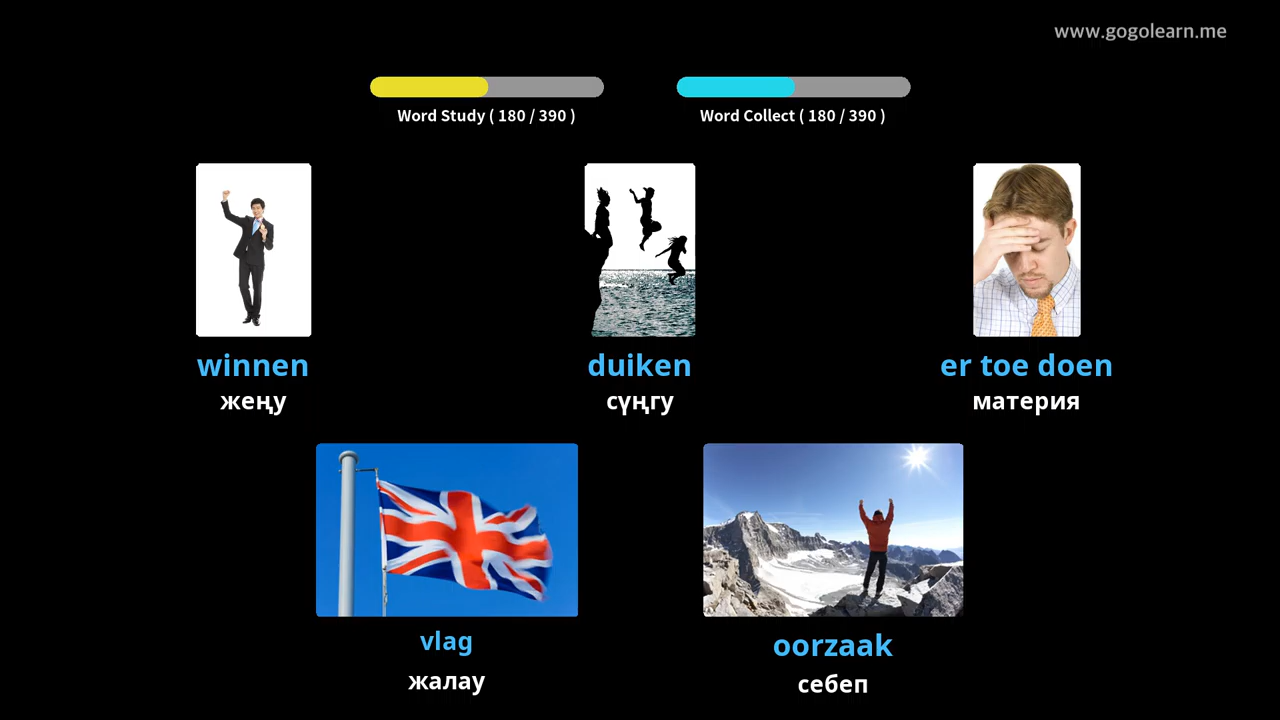 www.gogolearn.me
Word Study ( 180 / 390 )
Word Collect ( 180 / 390 )
winnen
жеңу
duiken
сүңгу
er toe doen
материя
vlag
жалау
oorzaak
себеп